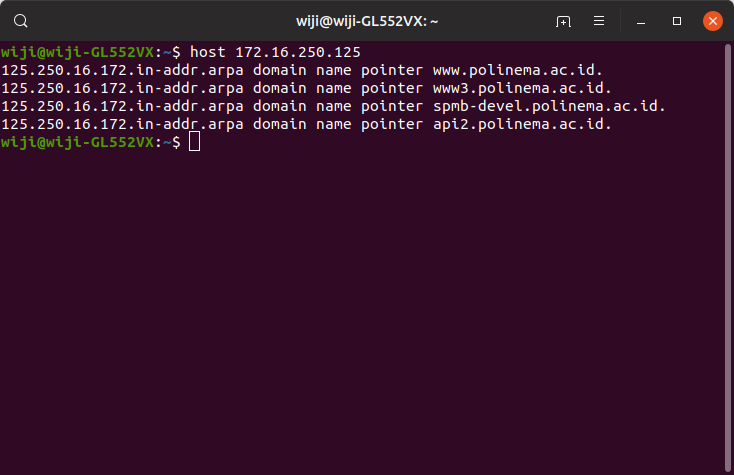 wiji@wiji-GL552VX: ~
wiji@wiji-GL552VX:~$ host 172.16.250.125
125.250.16.172.in-addr.arpa domain name pointer www.polinema.ac.id.
125.250.16.172.in-addr.arpa domain name pointer www3.polinema.ac.id.
125.250.16.172.in-addr.arpa domain name pointer spmb-devel.polinema.ac.id.
125.250.16.172.in-addr.arpa domain name pointer api2.polinema.ac.id.
wiji@wiji-GL552VX:~$